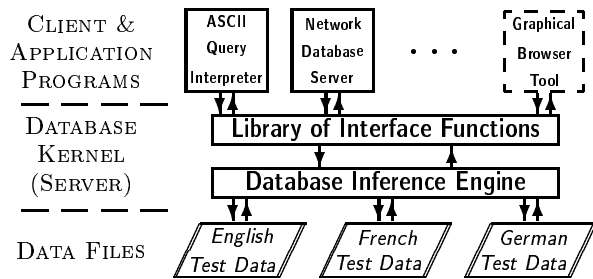 CLIENT &
APPLICATION
PROGRAMS
ASCII
Query
Interpreter
Network
Database
Server
. . .
Graphical
Browser
Tool
DATABASE
KERNEL
(SERVER)
Library of Interface Functions
Database Inference Engine
DATA FILES
English
Test Data
French
Test Data
German
Test Data